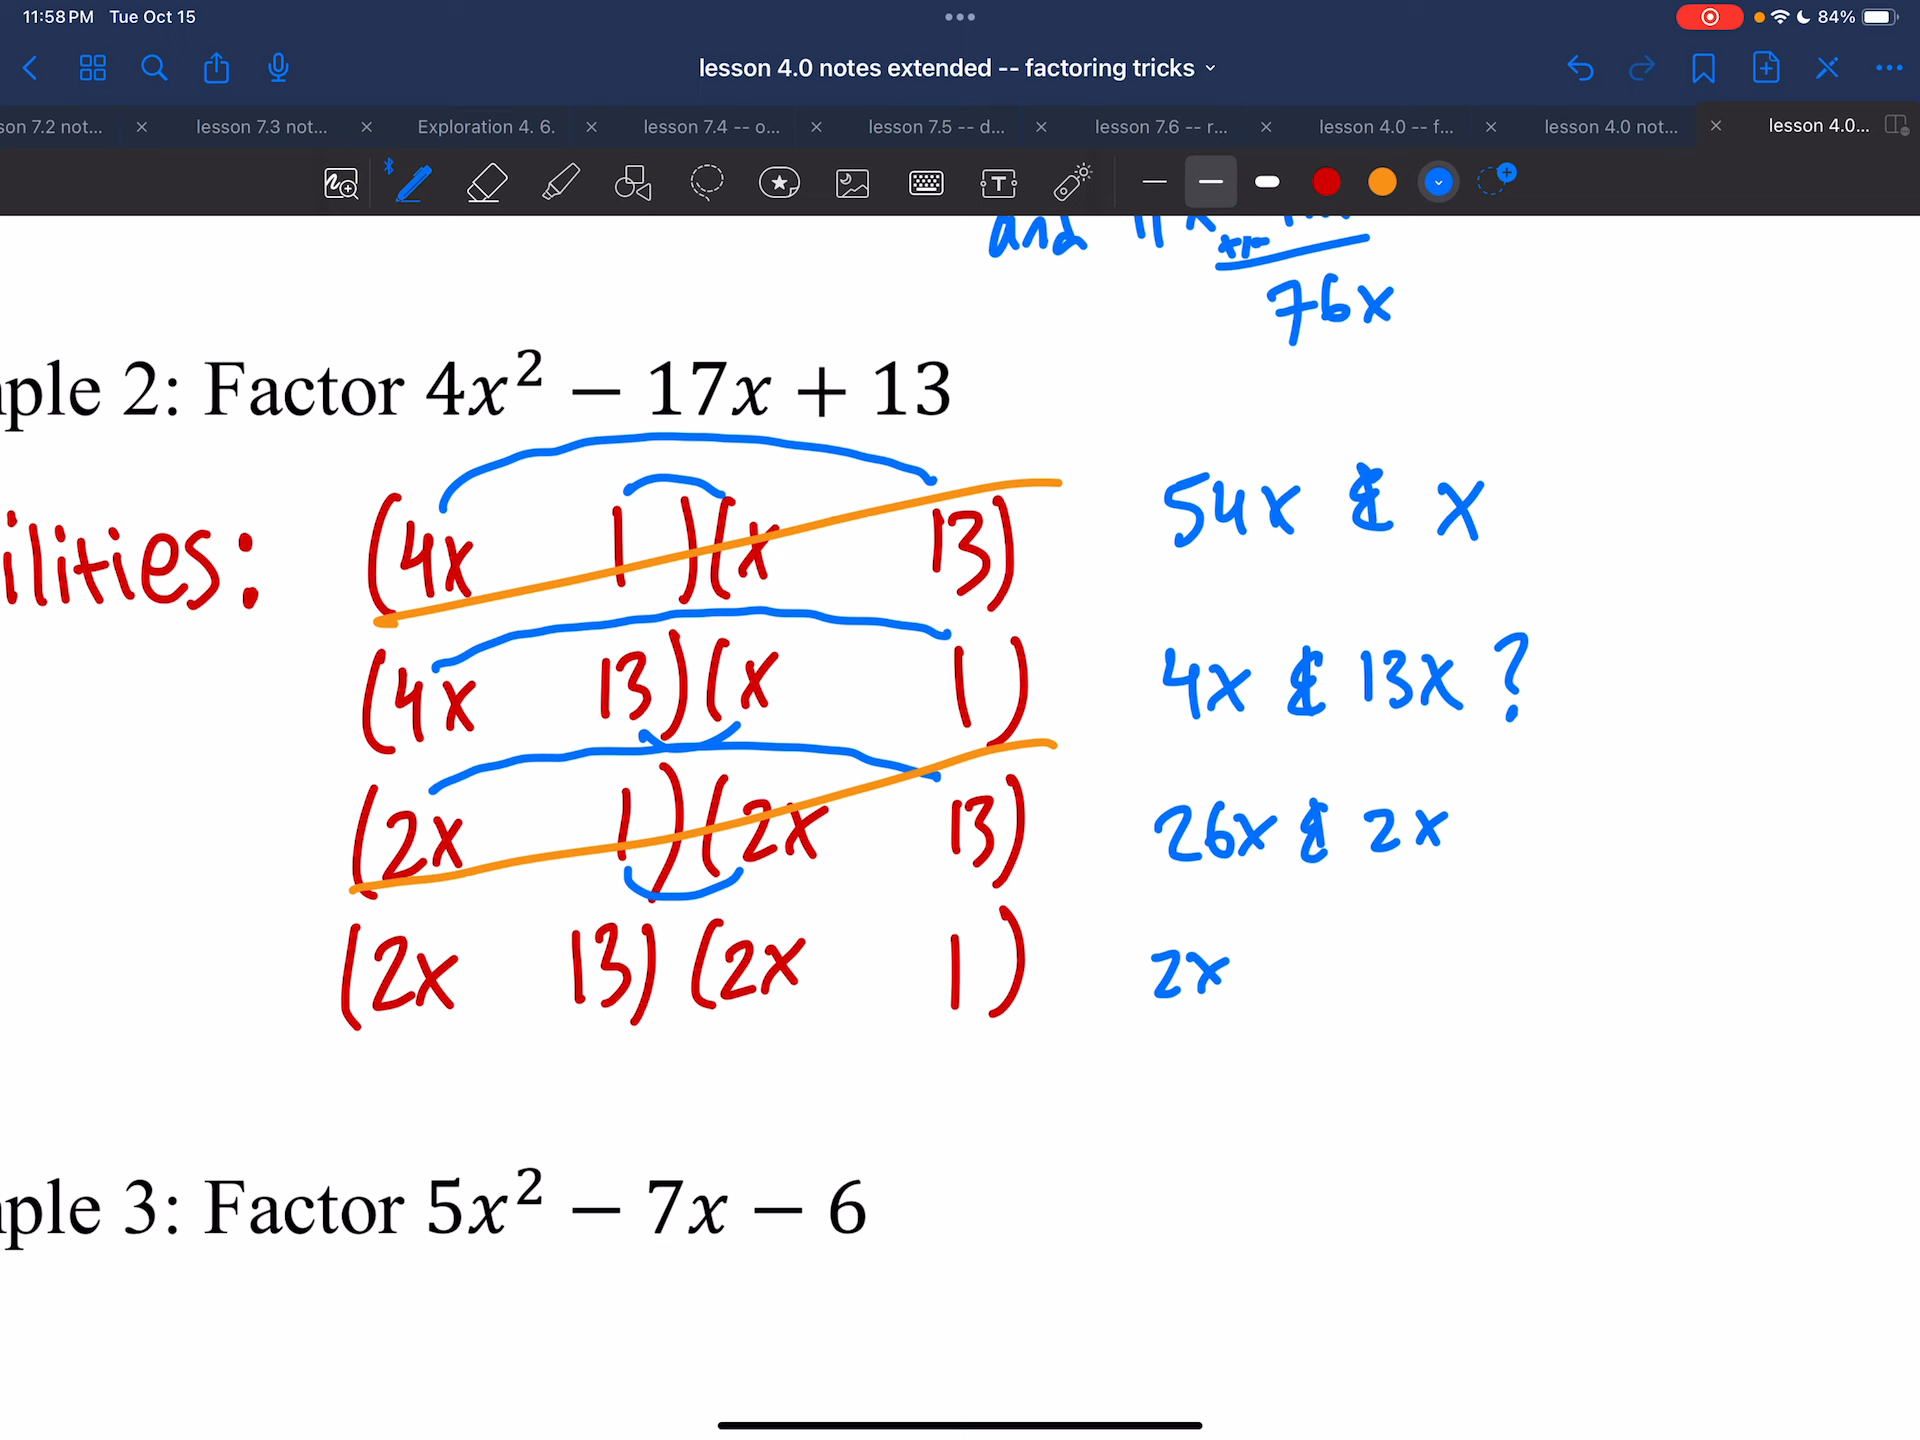 11:58 PM Tue Oct 15 84%
lesson 4.0 notes extended -- factoring tricks
son 7.2 not... lesson 7.3 not... Exploration 4. 6. lesson 7.4 -- o... lesson 7.5 -- d... lesson 7.6 -- r... lesson 4.0 -- f... lesson 4.0 not... lesson 4.0...
and
76x
ple 2: Factor 4x² − 17x + 13
ilities: (4x 1)(x 13) 54x & x
(4x 13)(x 1) 4x & 13x ?
(2x 1)(2x 13) 26x & 2x
(2x 13)(2x 1) 2x
ple 3: Factor 5x² − 7x − 6